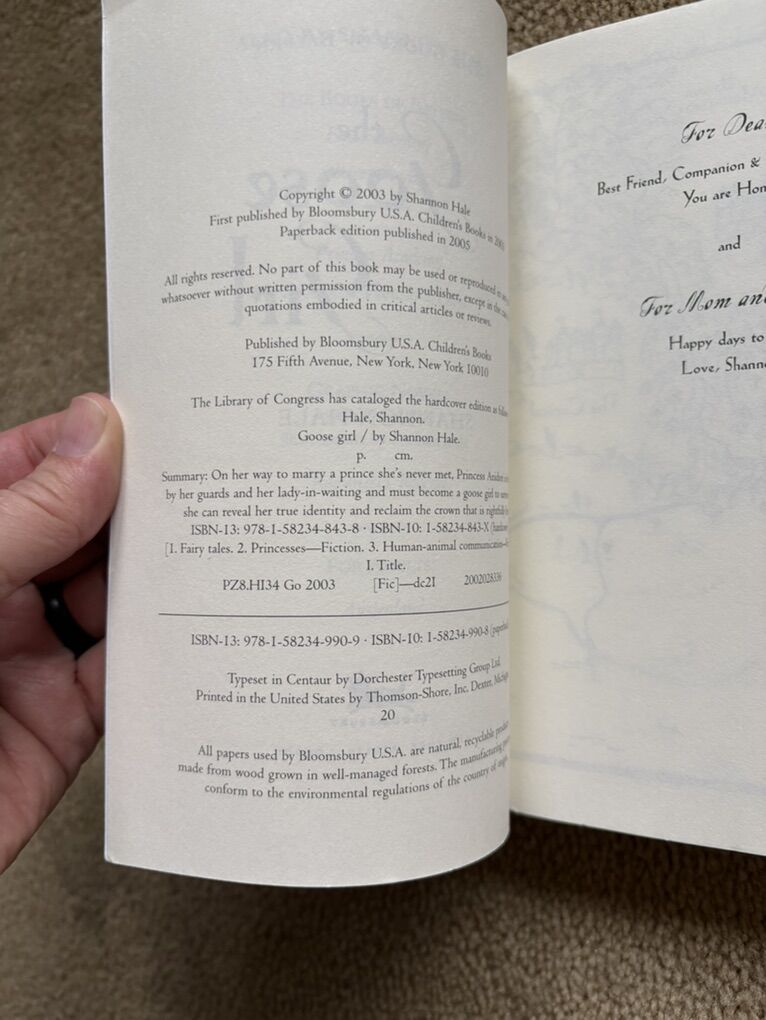 Copyright © 2003 by Shannon Hale
First published by Bloomsbury U.S.A. Children's Books in
Paperback edition published in 2005
All rights reserved. No part of this book may be used or reproduced
whatsoever without written permission from the publisher, except in the
quotations embodied in critical articles or reviews.
Published by Bloomsbury U.S.A. Children's Books
175 Fifth Avenue, New York, New York 10010
The Library of Congress has cataloged the hardcover edition as
Hale, Shannon.
Goose girl / by Shannon Hale.
p. cm.
Summary: On her way to marry a prince she's never met, Princess
by her guards and her lady-in-waiting and must become a goose girl to
she can reveal her true identity and reclaim the crown that is rightfully
ISBN-13: 978-1-58234-843-8 · ISBN-10: 1-58234-843-X
[1. Fairy tales. 2. Princesses—Fiction. 3. Human-animal communication—
I. Title.
PZ8.HI34 Go 2003 [Fic]—dc21 2002028336
ISBN-13: 978-1-58234-990-9 · ISBN-10: 1-58234-990-8
Typeset in Centaur by Dorchester Typesetting Group Ltd.
Printed in the United States by Thomson-Shore, Inc. Dexter,
20
All papers used by Bloomsbury U.S.A. are natural, recyclable
made from wood grown in well-managed forests. The manufacturing
conform to the environmental regulations of the country of
For
Best Friend, Companion &
You are
and
For Mom
Happy days to
Love,